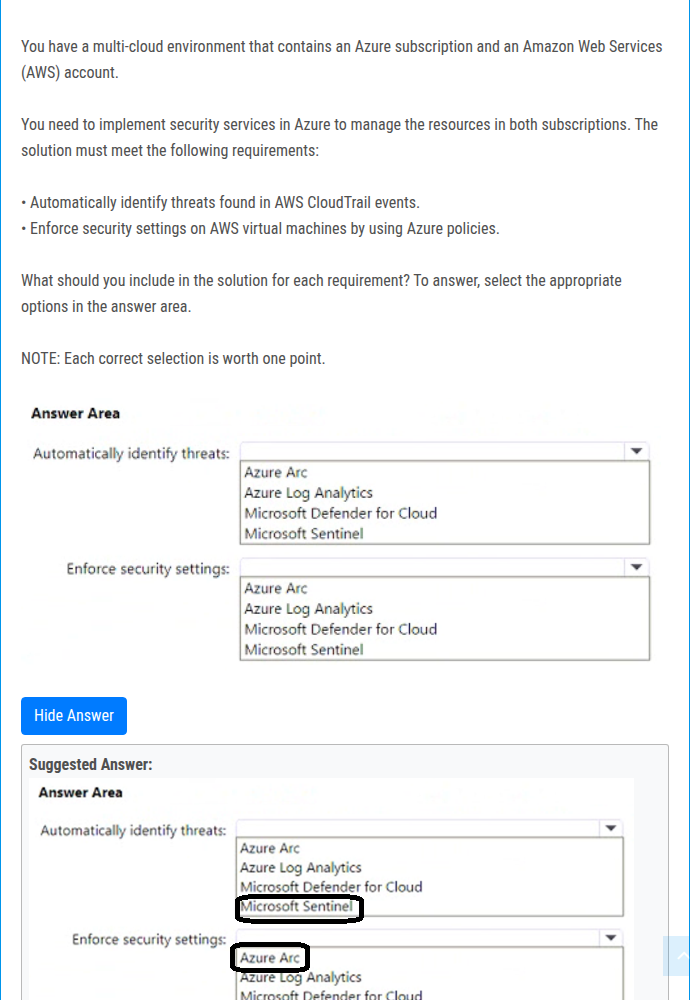 You have a multi-cloud environment that contains an Azure subscription and an Amazon Web Services
(AWS) account.
You need to implement security services in Azure to manage the resources in both subscriptions. The
solution must meet the following requirements:
• Automatically identify threats found in AWS CloudTrail events.
• Enforce security settings on AWS virtual machines by using Azure policies.
What should you include in the solution for each requirement? To answer, select the appropriate
options in the answer area.
NOTE: Each correct selection is worth one point.
Answer Area
Automatically identify threats:
Azure Arc
Azure Log Analytics
Microsoft Defender for Cloud
Microsoft Sentinel
Enforce security settings:
Azure Arc
Azure Log Analytics
Microsoft Defender for Cloud
Microsoft Sentinel
Hide Answer
Suggested Answer:
Answer Area
Automatically identify threats:
Azure Arc
Azure Log Analytics
Microsoft Defender for Cloud
Microsoft Sentinel
Enforce security settings:
Azure Arc
Azure Log Analytics
Microsoft Defender for Cloud